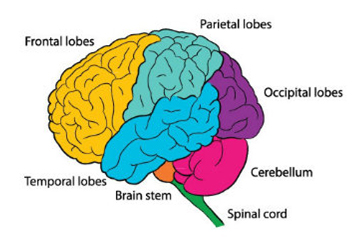 Parietal lobes
Frontal lobes
Occipital lobes
Cerebellum
Temporal lobes
Brain stem
Spinal cord